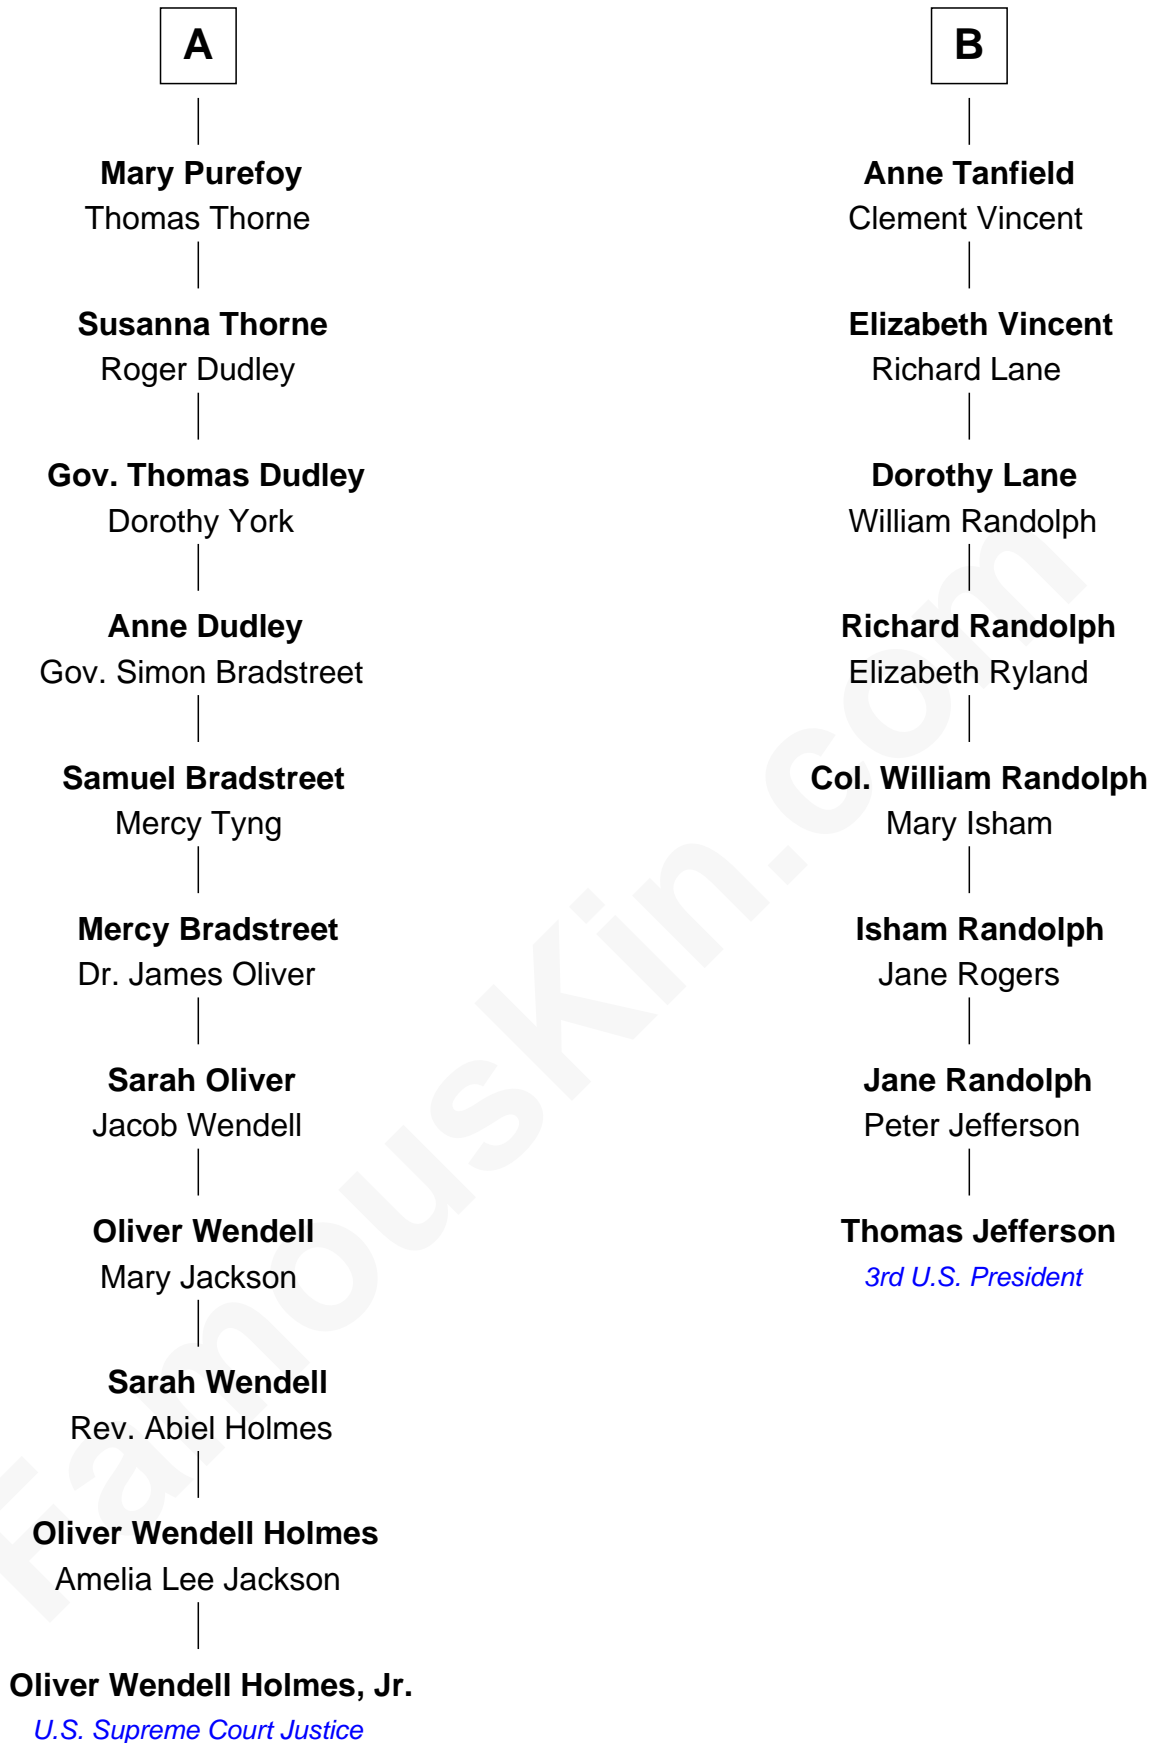 A
Mary Purefoy
Thomas Thorne
Susanna Thorne
Roger Dudley
Gov. Thomas Dudley
Dorothy York
Anne Dudley
Gov. Simon Bradstreet
Samuel Bradstreet
Mercy Tyng
Mercy Bradstreet
Dr. James Oliver
Sarah Oliver
Jacob Wendell
Oliver Wendell
Mary Jackson
Sarah Wendell
Rev. Abiel Holmes
Oliver Wendell Holmes
Amelia Lee Jackson
Oliver Wendell Holmes, Jr.
U.S. Supreme Court Justice
B
Anne Tanfield
Clement Vincent
Elizabeth Vincent
Richard Lane
Dorothy Lane
William Randolph
Richard Randolph
Elizabeth Ryland
Col. William Randolph
Mary Isham
Isham Randolph
Jane Rogers
Jane Randolph
Peter Jefferson
Thomas Jefferson
3rd U.S. President
FamousKin.com